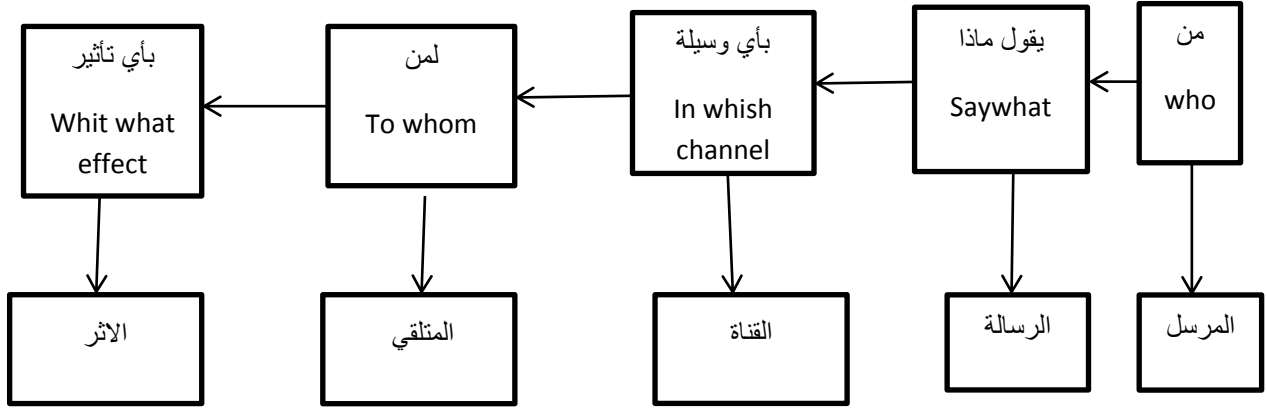 من
who
يقول ماذا
Saywhat
بأي وسيلة
In whish
channel
لمن
To whom
بأي تأثير
Whit what
effect
المرسل
الرسالة
القناة
المتلقي
الاثر